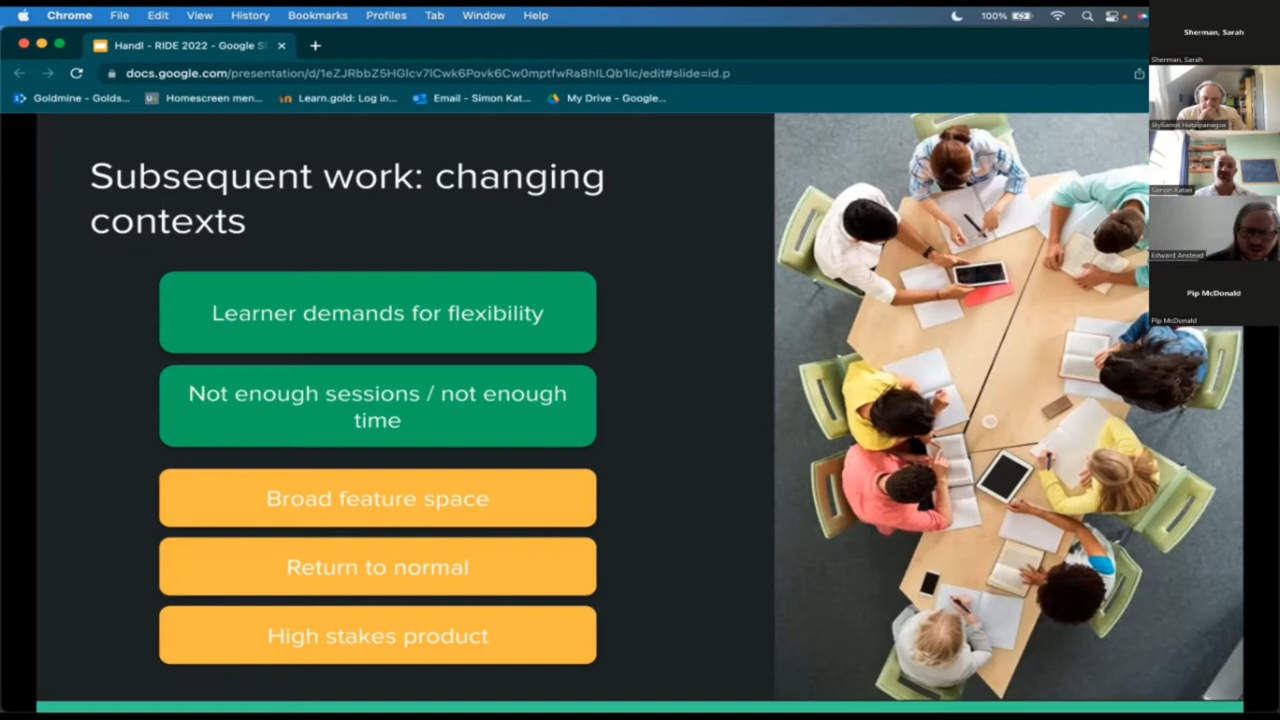 Chrome File Edit View History Bookmarks Profiles Tab Window Help
100%
Handl - RIDE 2022 - Google Sl
docs.google.com/presentation/d/1eZJRbbZ5HGIcv7lCwk6Povk6Cw0mptfwRa8hILQb1lc/edit#slide=id.p
Goldmine - Golds... Homescreen men... Learn.gold: Log in... Email - Simon Kat... My Drive - Google...
Subsequent work: changing
contexts
Learner demands for flexibility
Not enough sessions / not enough
time
Broad feature space
Return to normal
High stakes product
Sherman, Sarah
Sherman, Sarah
Stylianos Hatzipanagos
Simon Katan
Edward Anstead
Pip McDonald
Pip McDonald